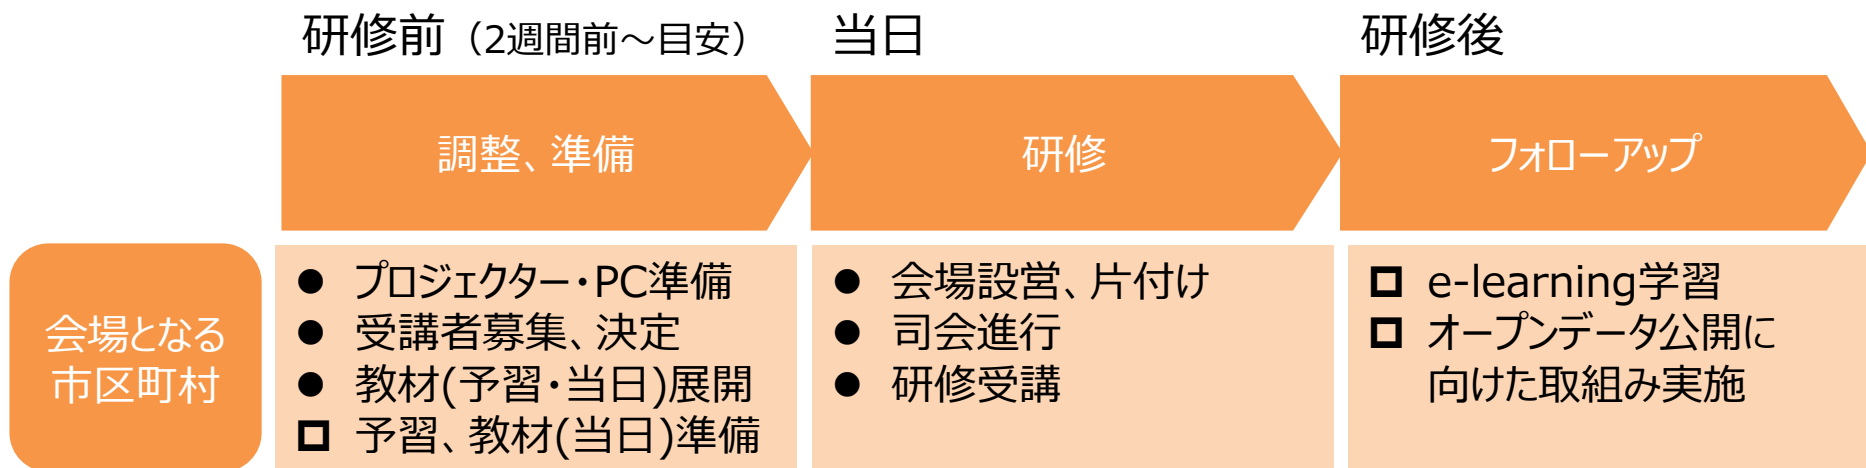 研修前（2週間前～目安）
当日
研修後
調整、準備
研修
フォローアップ
会場となる
市区町村
● プロジェクター・PC準備
● 受講者募集、決定
● 教材(予習・当日)展開
□ 予習、教材(当日)準備
● 会場設営、片付け
● 司会進行
● 研修受講
□ e-learning学習
□ オープンデータ公開に
向けた取組み実施